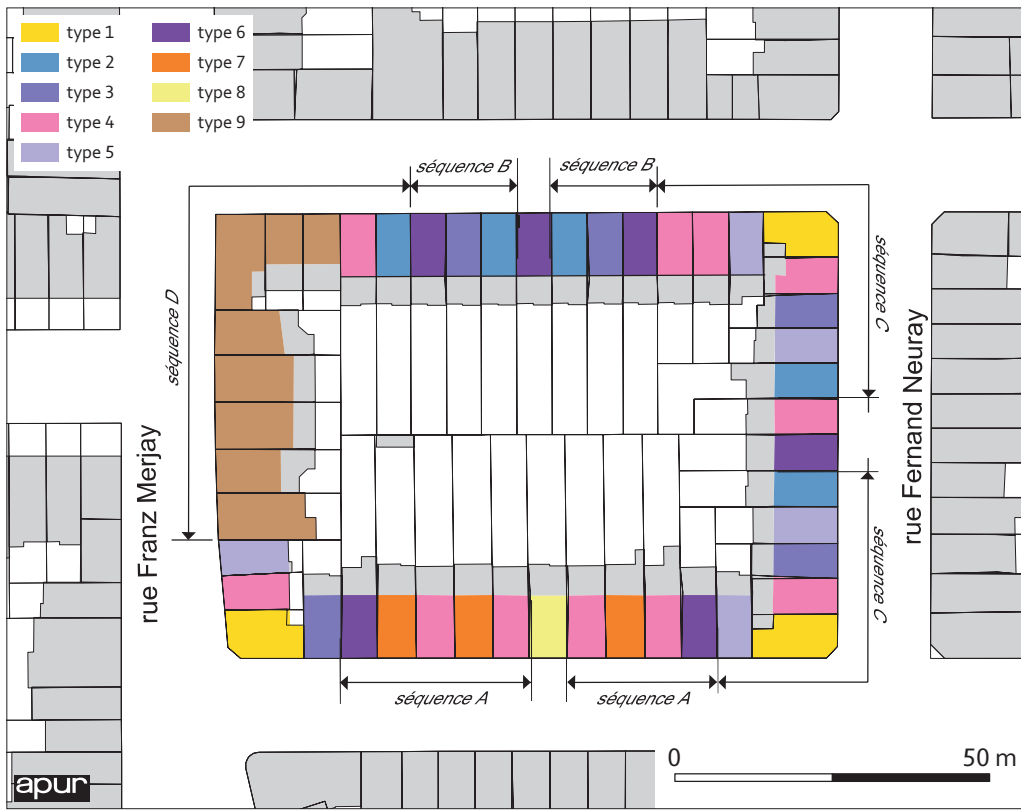 type 1
type 2
type 3
type 4
type 5
type 6
type 7
type 8
type 9
séquence B
séquence B
séquence D
séquence C
séquence C
rue Franz Merjay
rue Fernand Neuray
séquence A
séquence A
0
50 m
apur